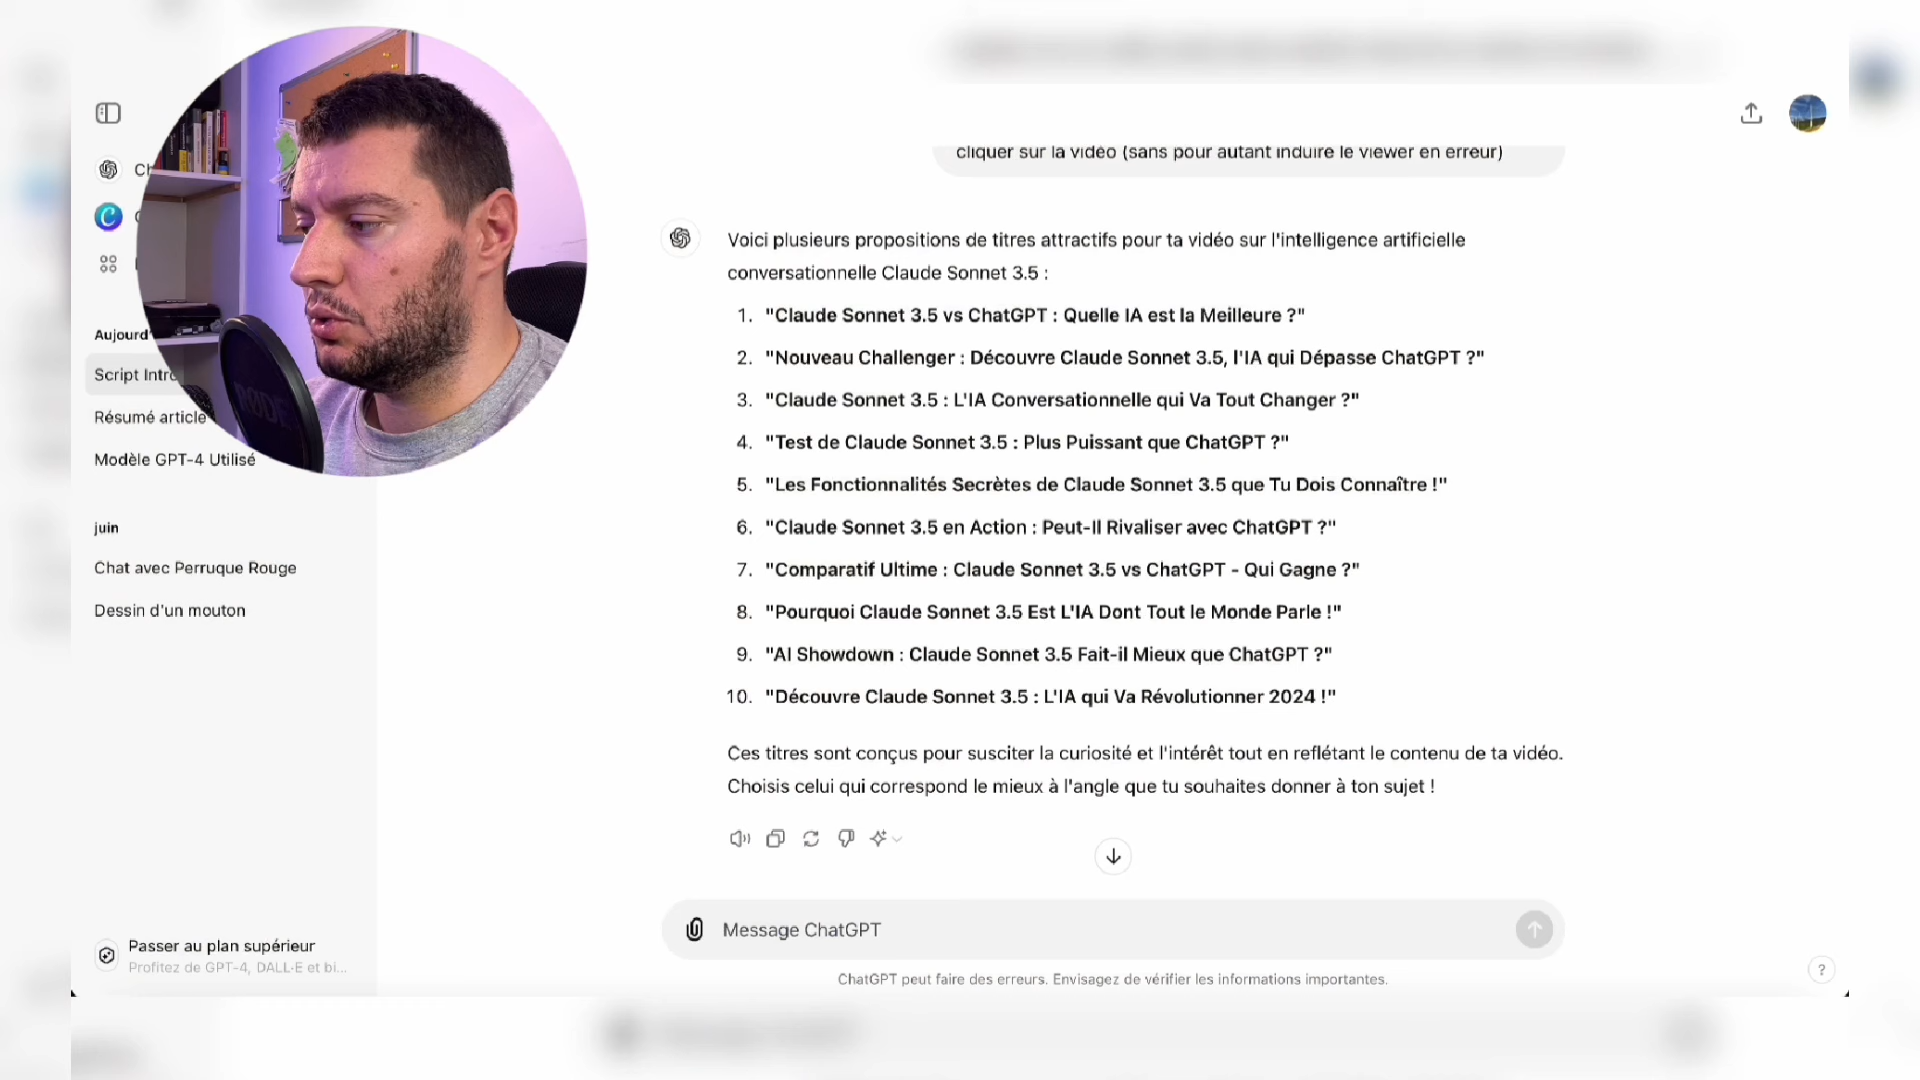 cliquer sur la vidéo (sans pour autant induire le viewer en erreur)
Aujourd'
Script Intro
Résumé article
Modèle GPT-4 Utilisé
juin
Chat avec Perruque Rouge
Dessin d'un mouton
Passer au plan supérieur
Profitez de GPT-4, DALL·E et bi...
Voici plusieurs propositions de titres attractifs pour ta vidéo sur l'intelligence artificielle
conversationnelle Claude Sonnet 3.5 :
1. "Claude Sonnet 3.5 vs ChatGPT : Quelle IA est la Meilleure ?"
2. "Nouveau Challenger : Découvre Claude Sonnet 3.5, l'IA qui Dépasse ChatGPT ?"
3. "Claude Sonnet 3.5 : L'IA Conversationnelle qui Va Tout Changer ?"
4. "Test de Claude Sonnet 3.5 : Plus Puissant que ChatGPT ?"
5. "Les Fonctionnalités Secrètes de Claude Sonnet 3.5 que Tu Dois Connaître !"
6. "Claude Sonnet 3.5 en Action : Peut-Il Rivaliser avec ChatGPT ?"
7. "Comparatif Ultime : Claude Sonnet 3.5 vs ChatGPT - Qui Gagne ?"
8. "Pourquoi Claude Sonnet 3.5 Est L'IA Dont Tout le Monde Parle !"
9. "AI Showdown : Claude Sonnet 3.5 Fait-il Mieux que ChatGPT ?"
10. "Découvre Claude Sonnet 3.5 : L'IA qui Va Révolutionner 2024 !"
Ces titres sont conçus pour susciter la curiosité et l'intérêt tout en reflétant le contenu de ta vidéo.
Choisis celui qui correspond le mieux à l'angle que tu souhaites donner à ton sujet !
Message ChatGPT
ChatGPT peut faire des erreurs. Envisagez de vérifier les informations importantes.
?
RØDE